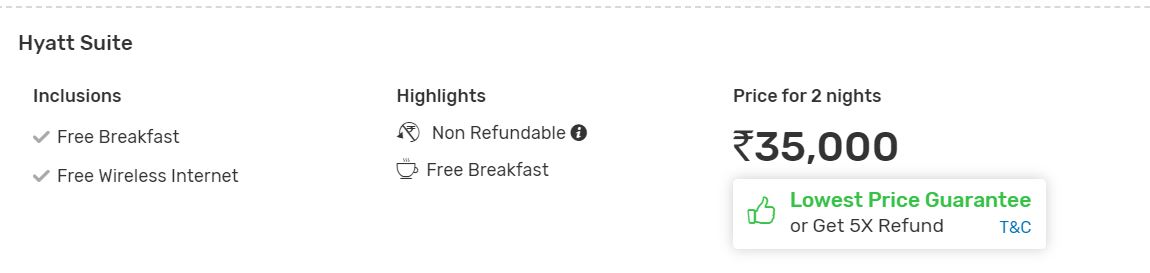 Hyatt Suite
Inclusions
Free Breakfast
Free Wireless Internet
Highlights
Non Refundable
Free Breakfast
Price for 2 nights
₹35,000
Lowest Price Guarantee
or Get 5X Refund T&C